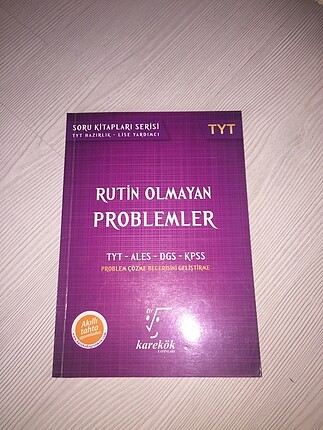 SORU KİTAPLARI SERİSİ
TYT HAZIRLIK - LİSE YARDIMCI
TYT
RUTİN OLMAYAN
PROBLEMLER
TYT - ALES - DGS - KPSS
PROBLEM ÇÖZME BECERİSİNİ GELİŞTİRME
Akıllı
tahta
karekök
YAYINLARI